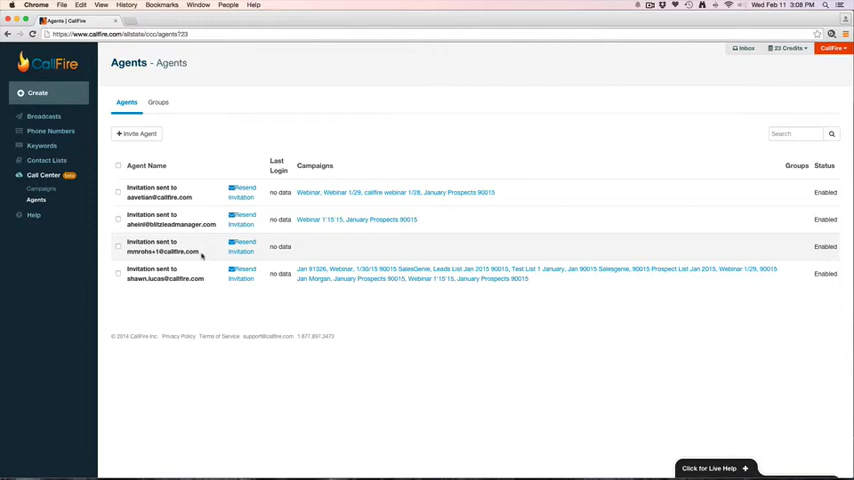 Chrome File Edit View History Bookmarks Window People Help
Wed Feb 11 3:08 PM
Agents | CallFire
https://www.callfire.com/allstate/ccc/agents?23
CallFire
Inbox 23 Credits CallFire
Agents - Agents
Create
Broadcasts
Phone Numbers
Keywords
Contact Lists
Call Center beta
Campaigns
Agents
Help
Agents Groups
Invite Agent
Search
Agent Name
Last
Login
Campaigns
Groups Status
Invitation sent to
aavetian@callfire.com
Resend
Invitation
no data
Webinar, Webinar 1/29, callfire webinar 1/28, January Prospects 90015
Enabled
Invitation sent to
aheinl@blitzleadmanager.com
Resend
Invitation
no data
Webinar 1'15'15, January Prospects 90015
Enabled
Invitation sent to
mmrohs+1@callfire.com
Resend
Invitation
no data
Enabled
Invitation sent to
shawn.lucas@callfire.com
Resend
Invitation
no data
Jan 91326, Webinar, 1/30/15 90015 SalesGenie, Leads List Jan 2015 90015, Test List 1 January, Jan 90015 Salesgenie, 90015 Prospect List Jan 2015, Webinar 1/29, 90015
Jan Morgan, January Prospects 90015, Webinar 1'15'15, January Prospects 90015
Enabled
© 2014 CallFire Inc. Privacy Policy Terms of Service support@callfire.com 1.877.897.3473
Click for Live Help +